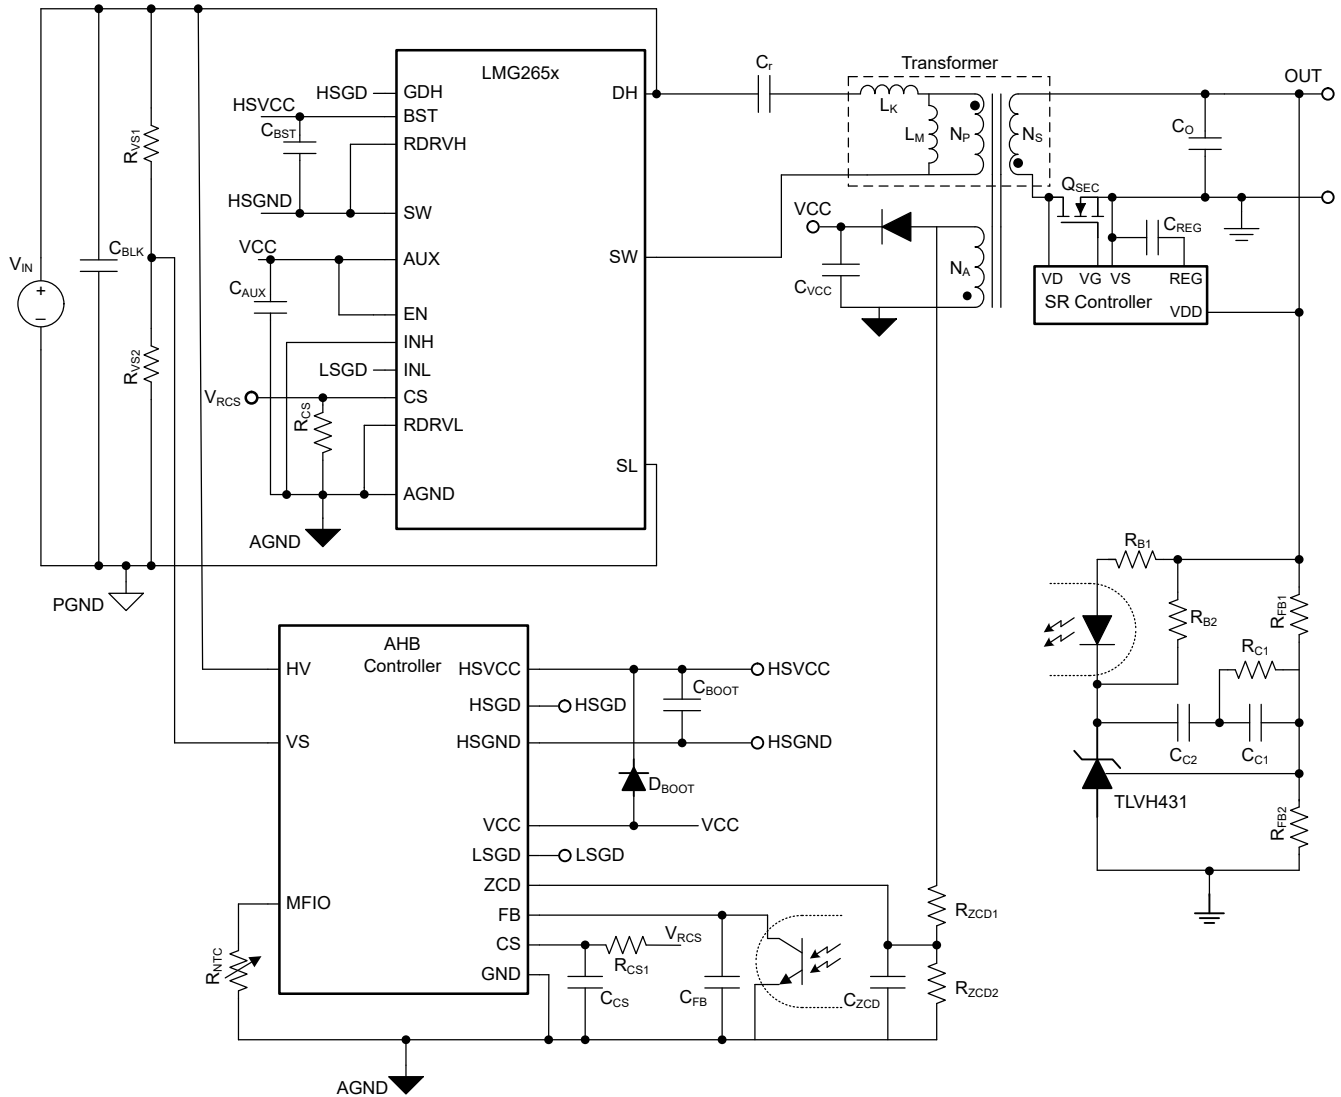 LMG265x
GDH
BST
RDRVH
SW
AUX
EN
INH
INL
CS
RDRVL
AGND
DH
SW
SL
HSGD
HSVCC
CBST
HSGND
VCC
CAUX
LSGD
VRCS
RCS
AGND
VIN
+
−
CBLK
RVS1
RVS2
PGND
Cr
Transformer
LK
LM
NP
NS
NA
VCC
CVCC
OUT
CO
QSEC
CREG
VD
VG
VS
REG
SR Controller
VDD
RB1
RB2
RFB1
RC1
CC2
CC1
TLVH431
RFB2
AHB
Controller
HV
VS
MFIO
HSVCC
HSGD
HSGND
VCC
LSGD
ZCD
FB
CS
GND
HSVCC
CBOOT
HSGD
HSGND
DBOOT
VCC
LSGD
VRCS
RCS1
CCS
CFB
CZCD
RZCD1
RZCD2
RNTC
AGND